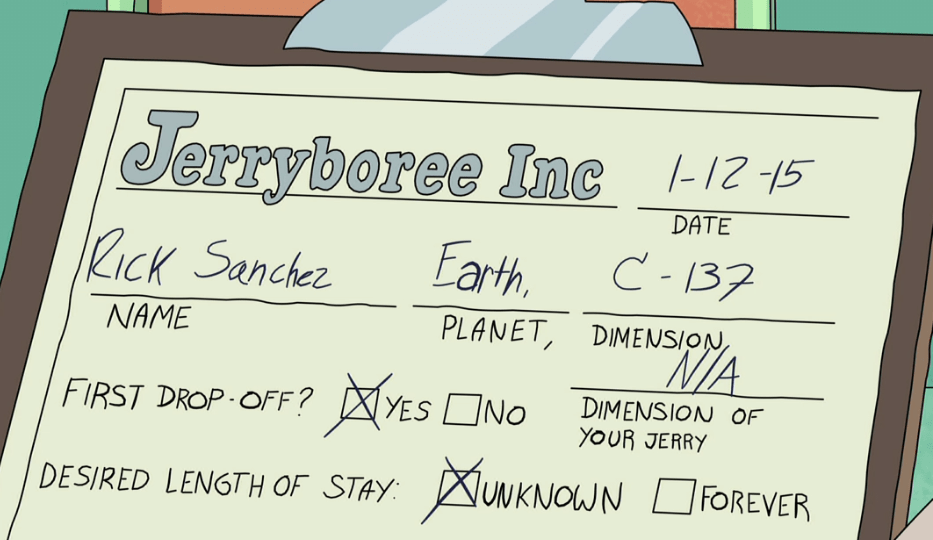 Jerryboree Inc 1-12-15
DATE
Rick Sanchez Earth, C-137
NAME PLANET, DIMENSION
N/A
FIRST DROP-OFF? YES NO DIMENSION OF
YOUR JERRY
DESIRED LENGTH OF STAY: UNKNOWN FOREVER